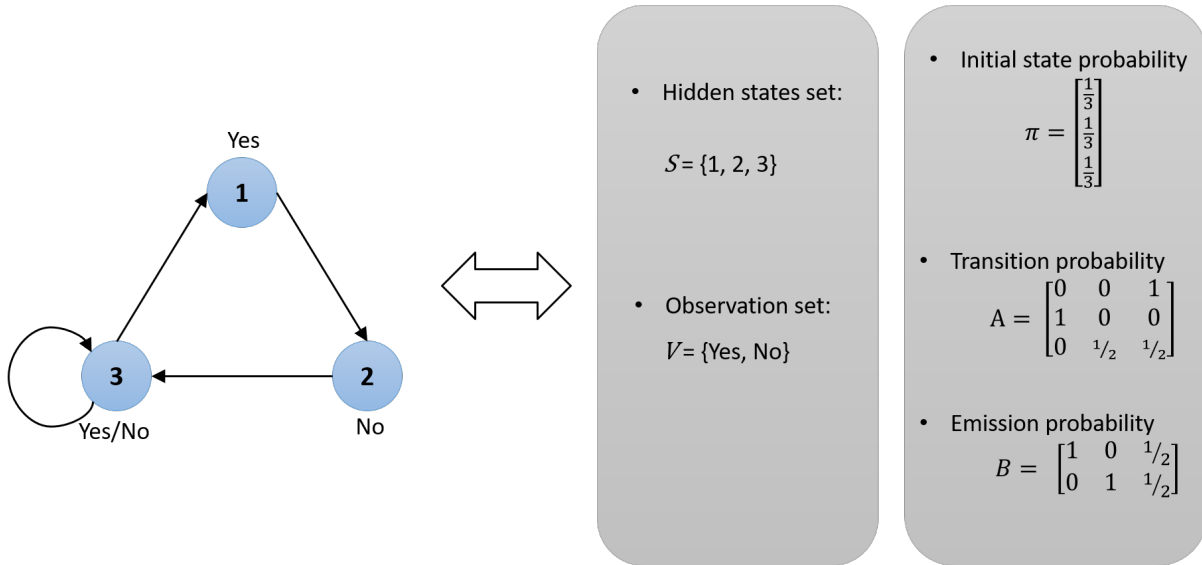 Yes
1
3
2
Yes/No
No
• Hidden states set:
S = {1, 2, 3}
• Observation set:
V = {Yes, No}
• Initial state probability
π = [1/3
1/3
1/3]
• Transition probability
A = [0 0 1
1 0 0
0 1/2 1/2]
• Emission probability
B = [1 0 1/2
0 1 1/2]